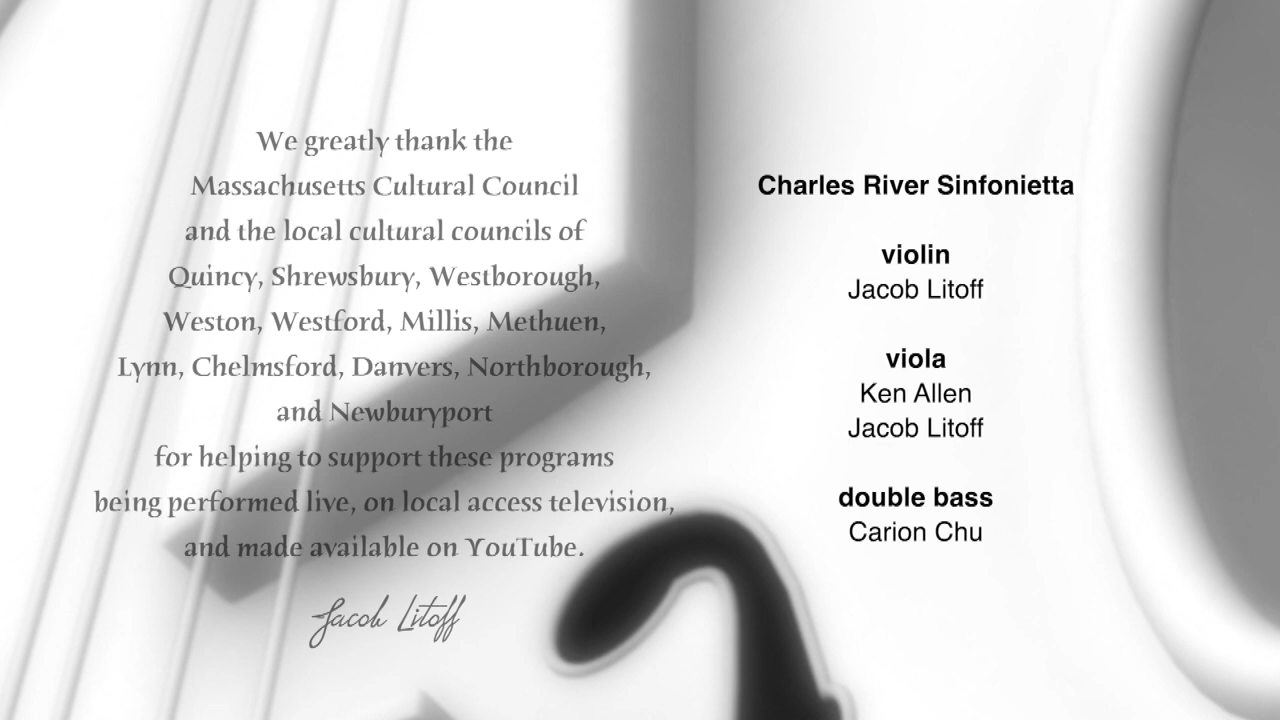 We greatly thank the
Massachusetts Cultural Council
and the local cultural councils of
Quincy, Shrewsbury, Westborough,
Weston, Westford, Millis, Methuen,
Lynn, Chelmsford, Danvers, Northborough,
and Newburyport
for helping to support these programs
being performed live, on local access television,
and made available on YouTube.
Jacob Litoff
Charles River Sinfonietta
violin
Jacob Litoff
viola
Ken Allen
Jacob Litoff
double bass
Carion Chu